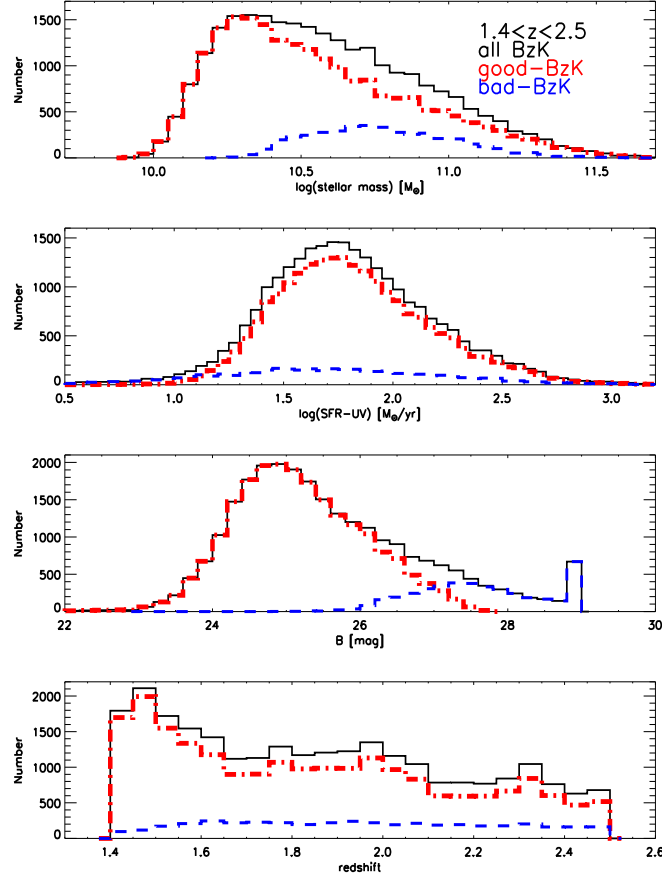 1.4<z<2.5
all BzK
good-BzK
bad-BzK
Number
1500
1000
500
0
10.0 10.5 11.0 11.5
log(stellar mass) [M⊙]
Number
1500
1000
500
0
0.5 1.0 1.5 2.0 2.5 3.0
log(SFR-UV) [M⊙/yr]
Number
2000
1500
1000
500
0
22 24 26 28 30
B [mag]
Number
2000
1500
1000
500
0
1.4 1.6 1.8 2.0 2.2 2.4 2.6
redshift